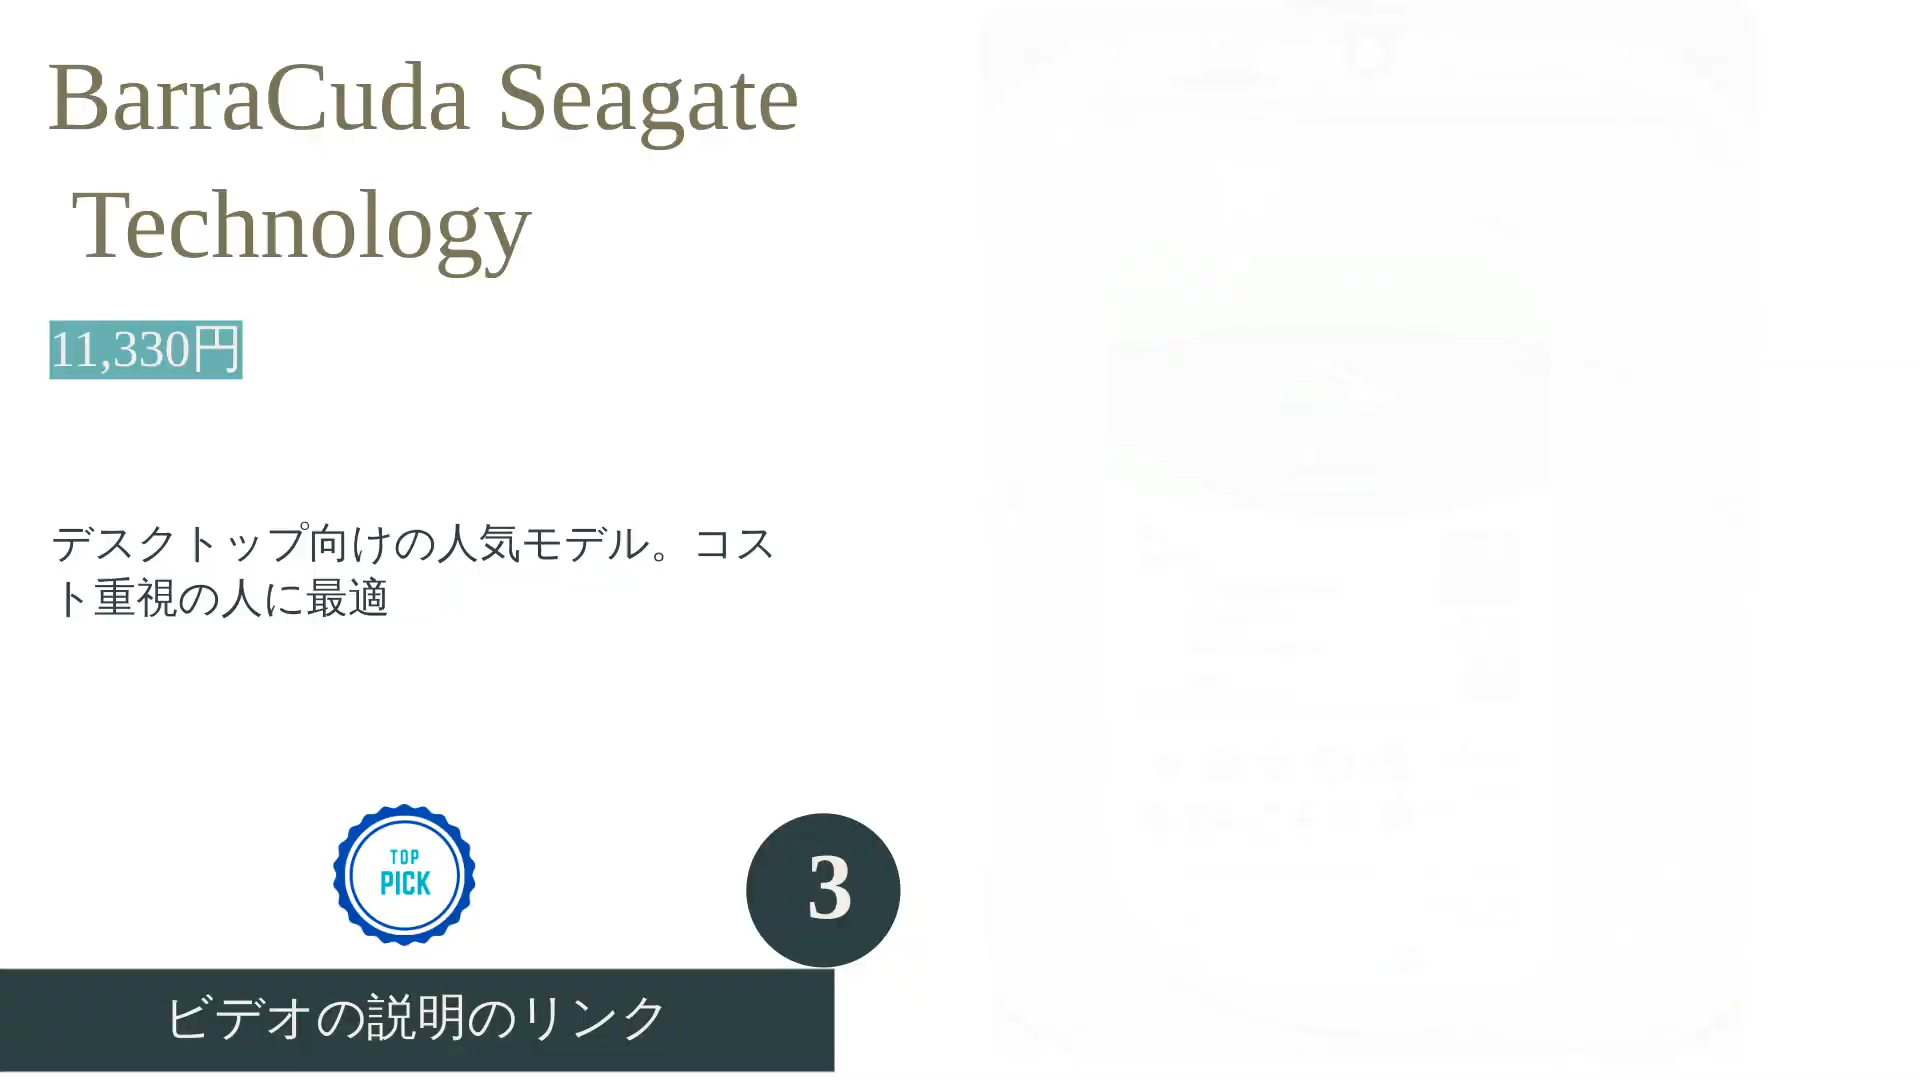 BarraCuda Seagate
Technology
11,330円
デスクトップ向けの人気モデル。コス
ト重視の人に最適
TOP
PICK
3
ビデオの説明のリンク